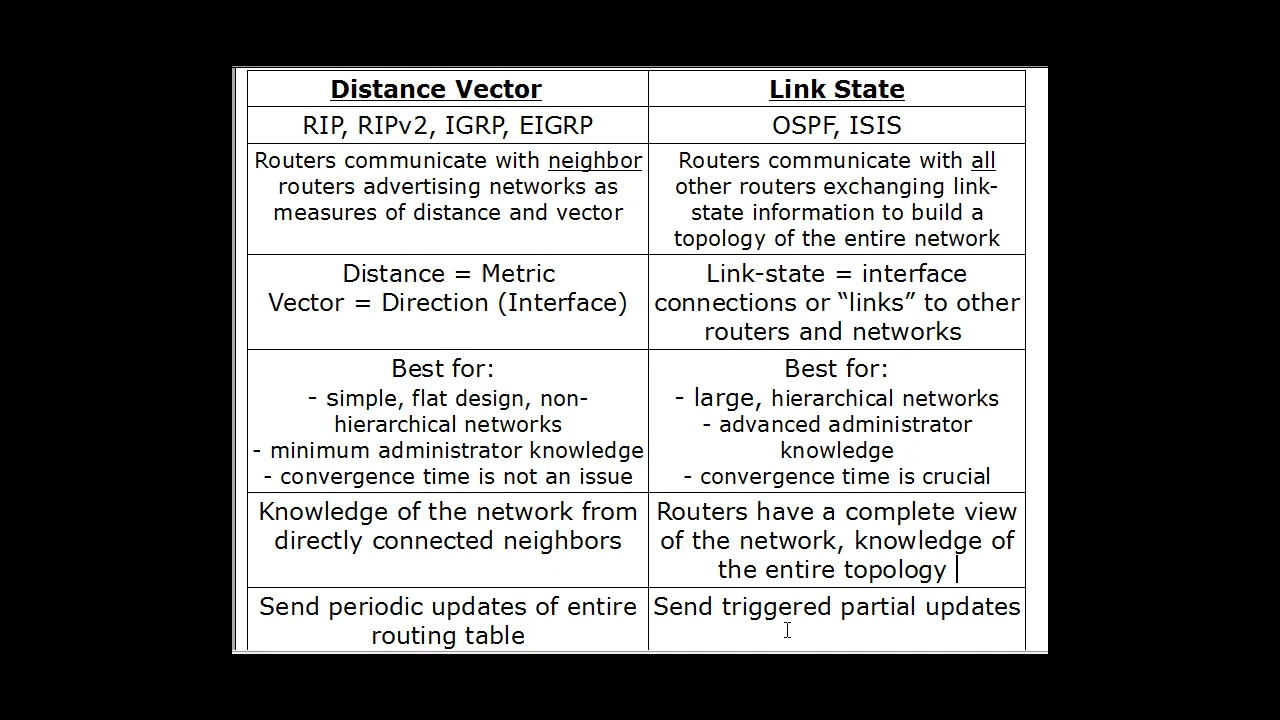 Distance Vector
Link State
RIP, RIPv2, IGRP, EIGRP
OSPF, ISIS
Routers communicate with neighbor
routers advertising networks as
measures of distance and vector
Routers communicate with all
other routers exchanging link-
state information to build a
topology of the entire network
Distance = Metric
Vector = Direction (Interface)
Link-state = interface
connections or “links” to other
routers and networks
Best for:
- simple, flat design, non-
hierarchical networks
- minimum administrator knowledge
- convergence time is not an issue
Best for:
- large, hierarchical networks
- advanced administrator
knowledge
- convergence time is crucial
Knowledge of the network from
directly connected neighbors
Routers have a complete view
of the network, knowledge of
the entire topology
Send periodic updates of entire
routing table
Send triggered partial updates